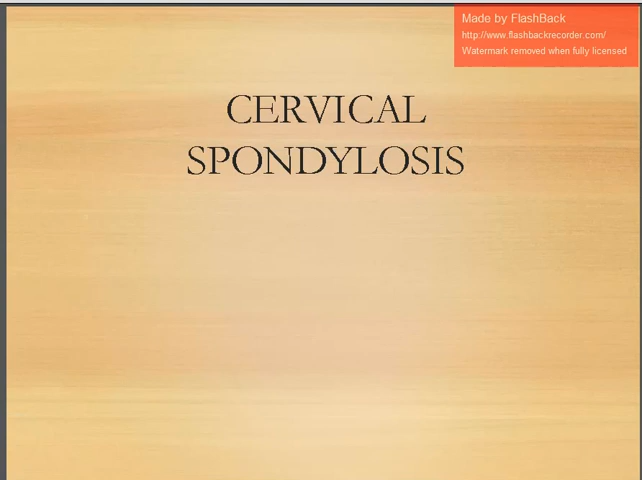 Made by FlashBack
http://www.flashbackrecorder.com/
Watermark removed when fully licensed
CERVICAL
SPONDYLOSIS